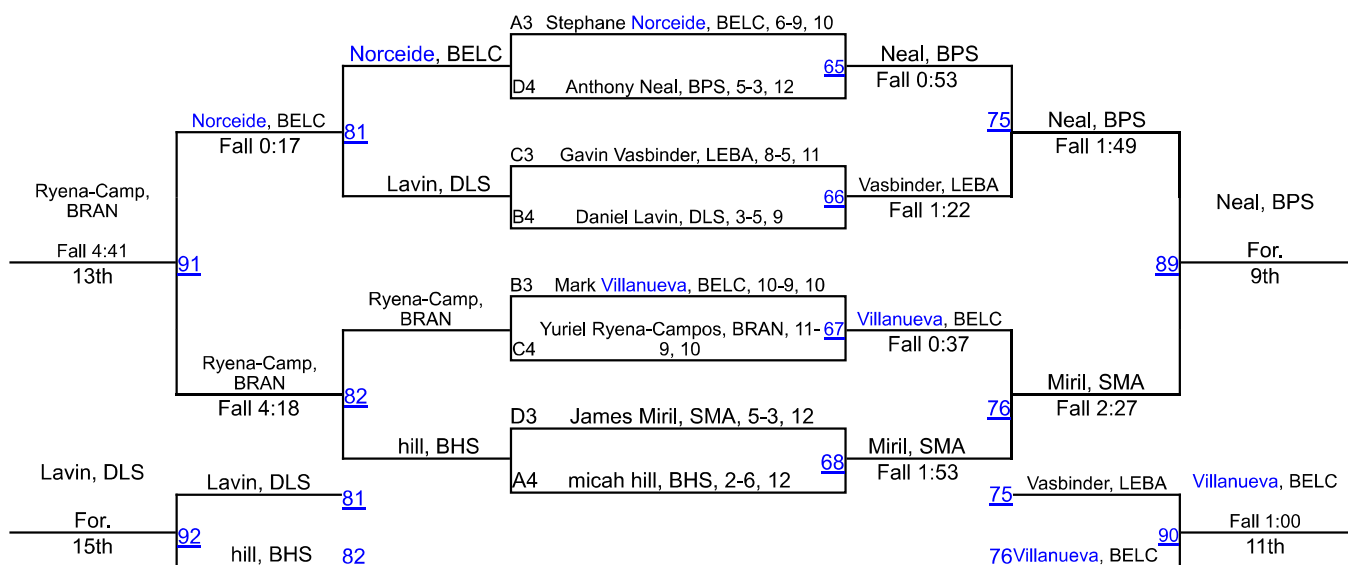 A3 Stephane Norceide, BELC, 6-9, 10
Norceide, BELC
65
Neal, BPS
Fall 0:53
D4 Anthony Neal, BPS, 5-3, 12
Norceide, BELC
Fall 0:17
81
75
Neal, BPS
Fall 1:49
C3 Gavin Vasbinder, LEBA, 8-5, 11
Lavin, DLS
66
Vasbinder, LEBA
Fall 1:22
B4 Daniel Lavin, DLS, 3-5, 9
Ryena-Camp,
BRAN
Fall 4:41
13th
91
89
Neal, BPS
For.
9th
B3 Mark Villanueva, BELC, 10-9, 10
Ryena-Camp,
BRAN
67
Villanueva, BELC
Fall 0:37
Yuriel Ryena-Campos, BRAN, 11-
C4 9, 10
Ryena-Camp,
BRAN
Fall 4:18
82
76
Miril, SMA
Fall 2:27
D3 James Miril, SMA, 5-3, 12
hill, BHS
68
Miril, SMA
Fall 1:53
A4 micah hill, BHS, 2-6, 12
Lavin, DLS
For.
15th
Lavin, DLS
81
92
hill, BHS
82
75
Vasbinder, LEBA
Villanueva, BELC
90
Fall 1:00
11th
76 Villanueva, BELC